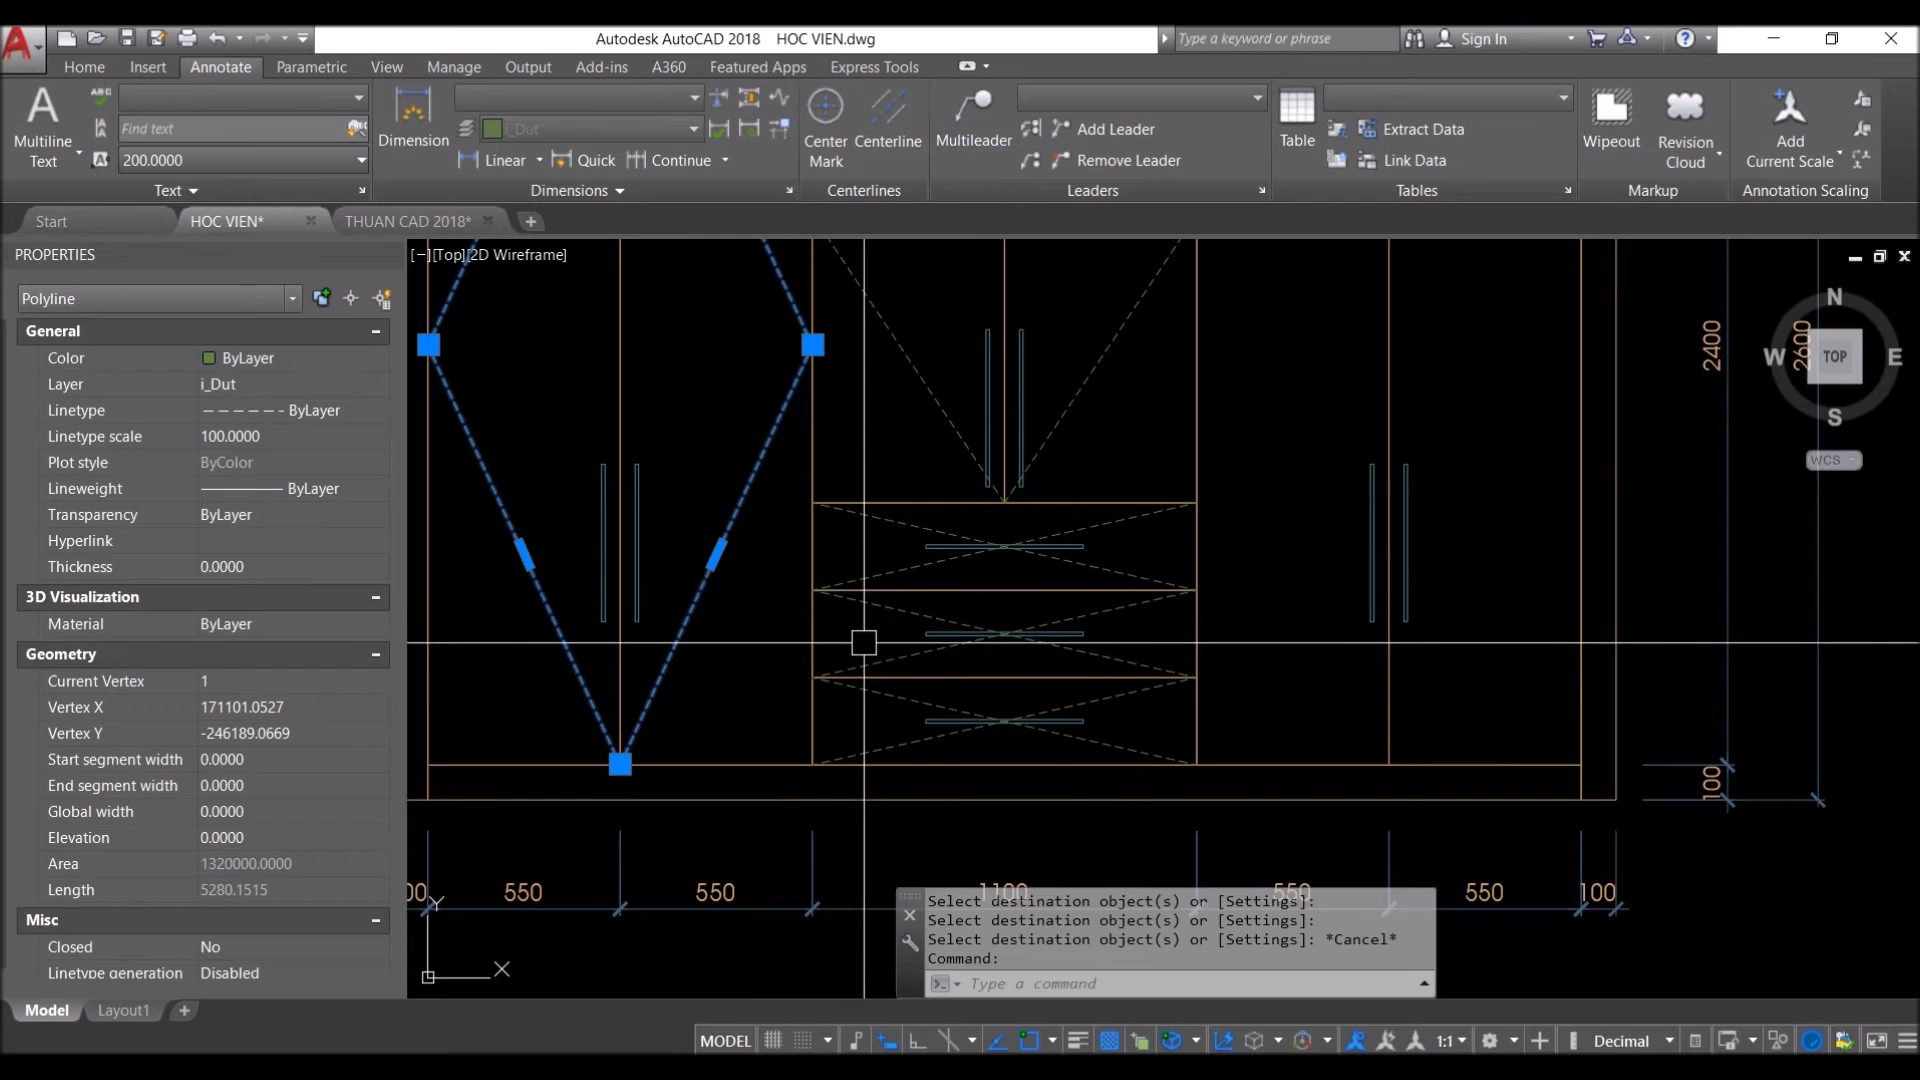 Autodesk AutoCAD 2018 HOC VIEN.dwg
Type a keyword or phrase
Sign In
Home Insert Annotate Parametric View Manage Output Add-ins A360 Featured Apps Express Tools
Multiline Text
Find text
200.0000
Text
Dimension
i_Dut
Linear Quick Continue
Dimensions
Center Mark
Centerline
Centerlines
Multileader
Add Leader
Remove Leader
Leaders
Table
Extract Data
Link Data
Tables
Wipeout
Revision Cloud
Markup
Add Current Scale
Annotation Scaling
Start
HOC VIEN*
THUAN CAD 2018*
PROPERTIES
Polyline
General
Color ByLayer
Layer i_Dut
Linetype ByLayer
Linetype scale 100.0000
Plot style ByColor
Lineweight ByLayer
Transparency ByLayer
Hyperlink
Thickness 0.0000
3D Visualization
Material ByLayer
Geometry
Current Vertex 1
Vertex X 171101.0527
Vertex Y -246189.0669
Start segment width 0.0000
End segment width 0.0000
Global width 0.0000
Elevation 0.0000
Area 1320000.0000
Length 5280.1515
Misc
Closed No
Linetype generation Disabled
[−][Top][2D Wireframe]
2400
2600
N
W TOP E
S
WCS
100
00 550 550 1100 550 550 100
Y
X
Select destination object(s) or [Settings]:
Select destination object(s) or [Settings]:
Select destination object(s) or [Settings]: *Cancel*
Command:
Type a command
Model Layout1
MODEL 1:1 Decimal